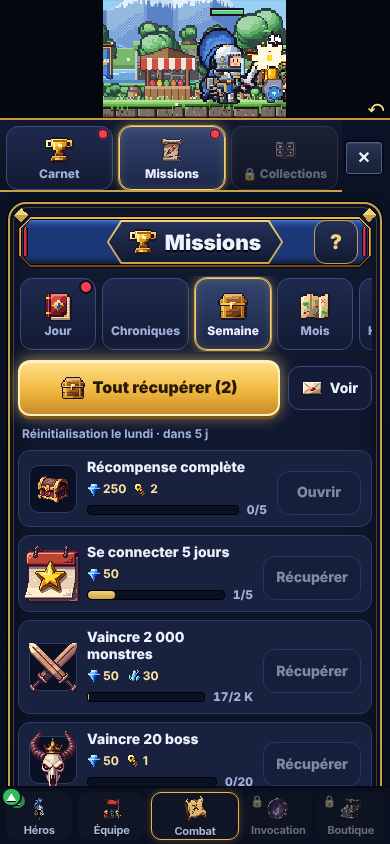 Carnet
Missions
Collections
Missions
?
Jour
Chroniques
Semaine
Mois
Tout récupérer (2)
Voir
Réinitialisation le lundi · dans 5 j
Récompense complète
250 2
0/5
Ouvrir
Se connecter 5 jours
50
1/5
Récupérer
Vaincre 2 000
monstres
50 30
17/2 K
Récupérer
Vaincre 20 boss
50 1
0/20
Récupérer
Héros
Équipe
Combat
Invocation
Boutique